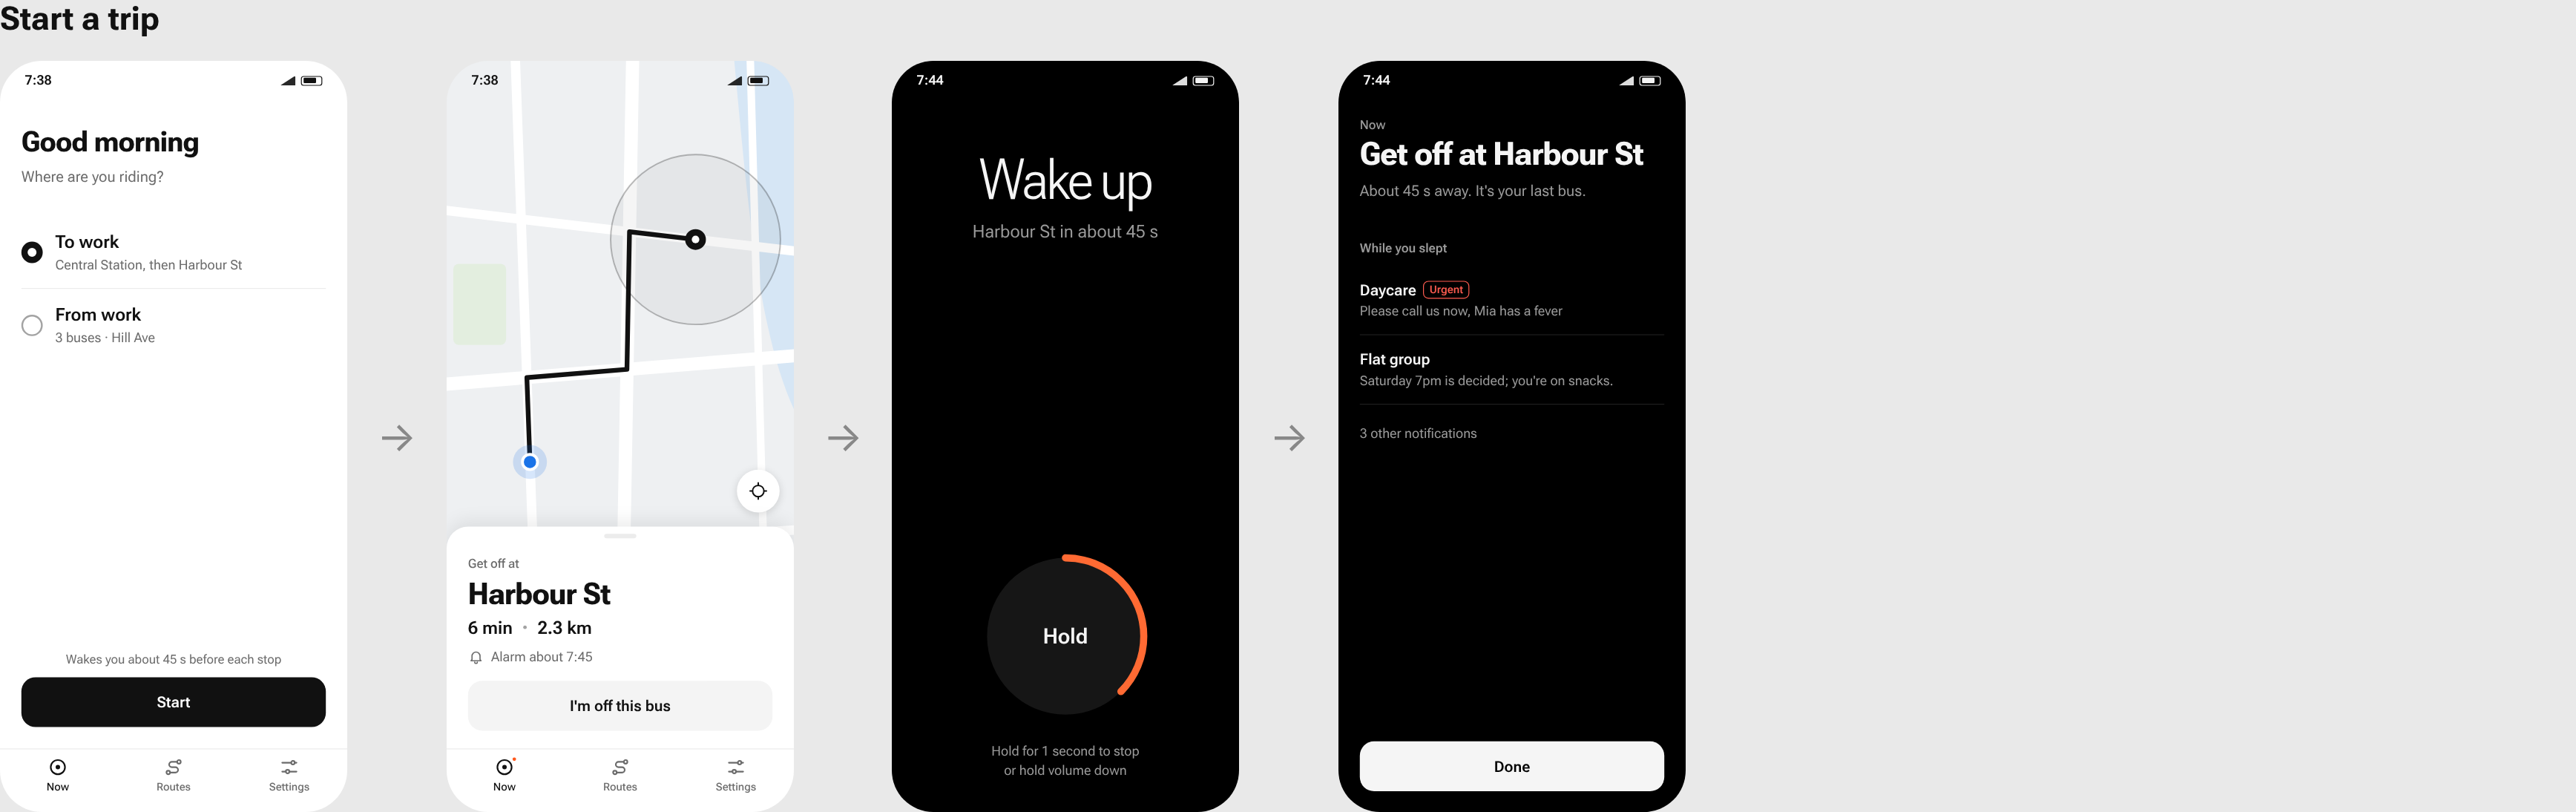 Start a trip
7:38
Good morning
Where are you riding?
To work
Central Station, then Harbour St
From work
3 buses · Hill Ave
Wakes you about 45 s before each stop
Start
Now
Routes
Settings
7:38
Get off at
Harbour St
6 min • 2.3 km
Alarm about 7:45
I'm off this bus
Now
Routes
Settings
7:44
Wake up
Harbour St in about 45 s
Hold
Hold for 1 second to stop
or hold volume down
7:44
Now
Get off at Harbour St
About 45 s away. It's your last bus.
While you slept
Daycare Urgent
Please call us now, Mia has a fever
Flat group
Saturday 7pm is decided; you're on snacks.
3 other notifications
Done